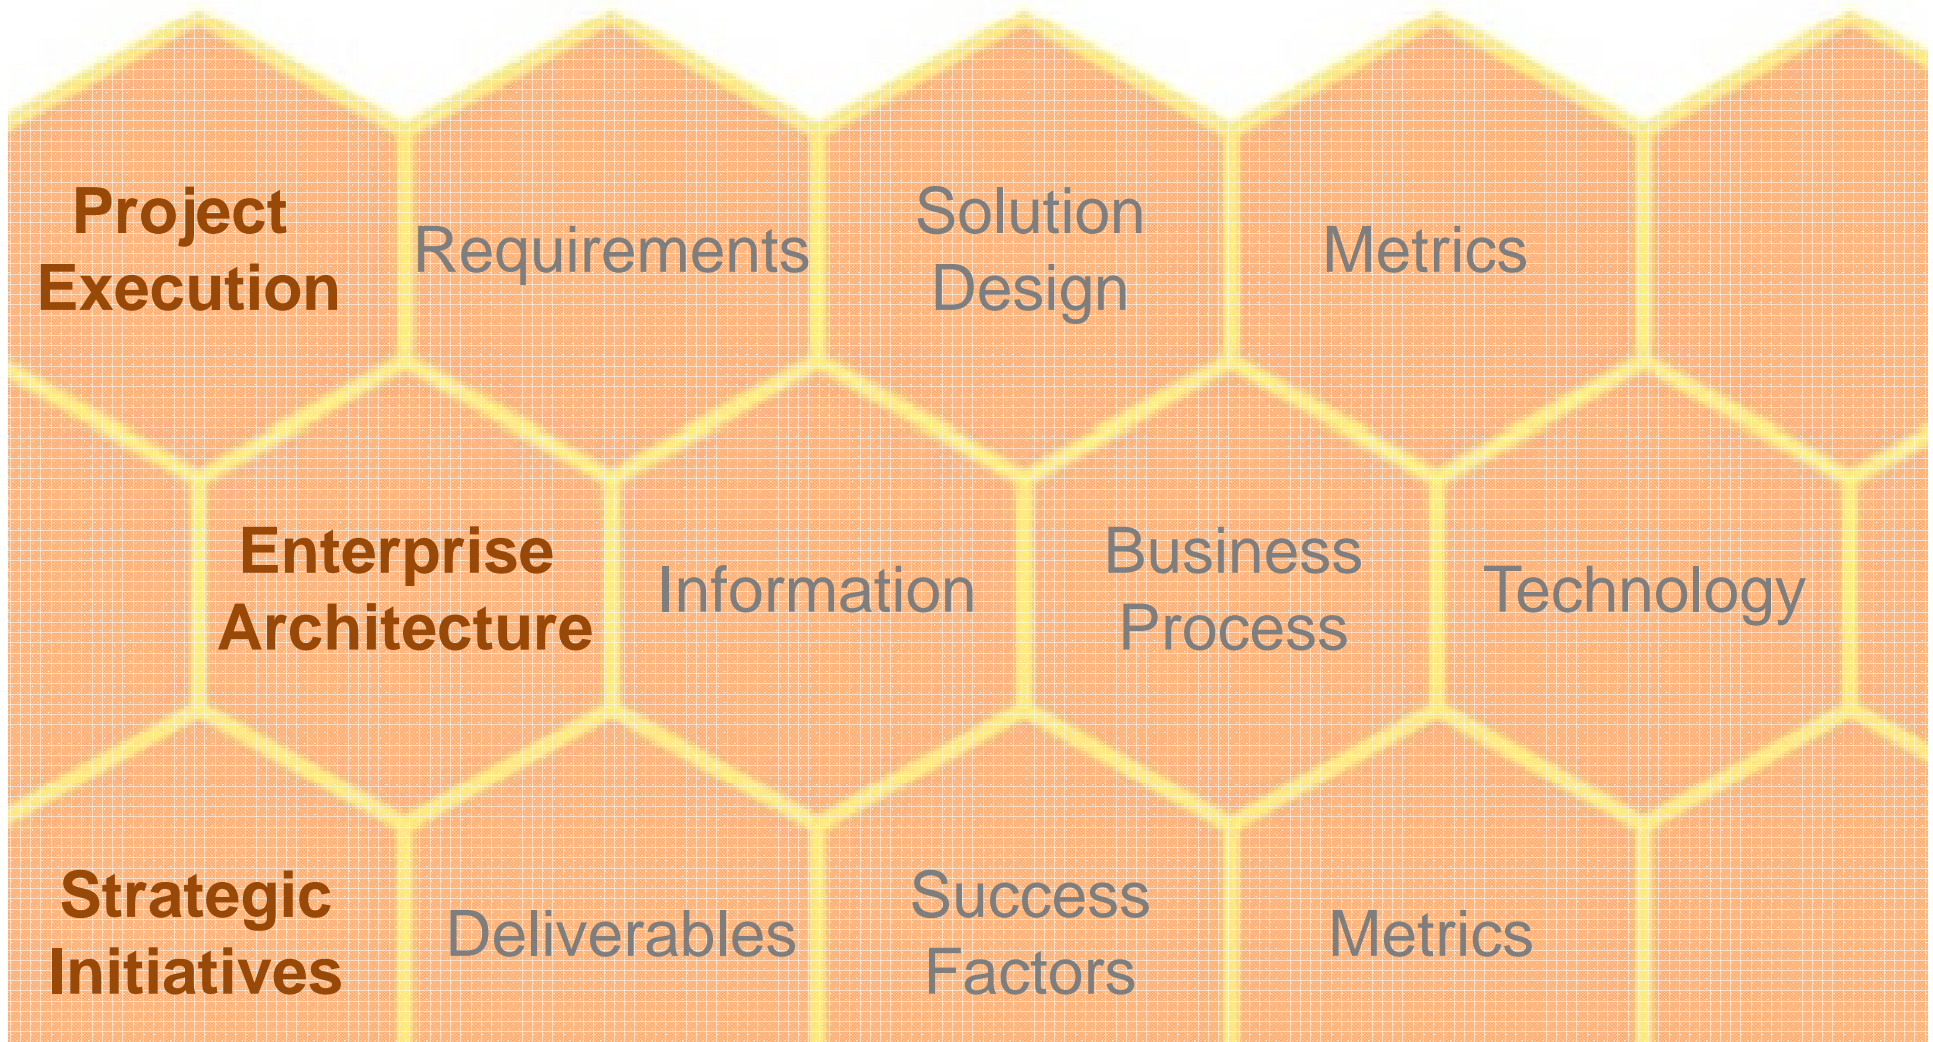 Project
Execution
Requirements
Solution
Design
Metrics
Enterprise
Architecture
Information
Business
Process
Technology
Strategic
Initiatives
Deliverables
Success
Factors
Metrics